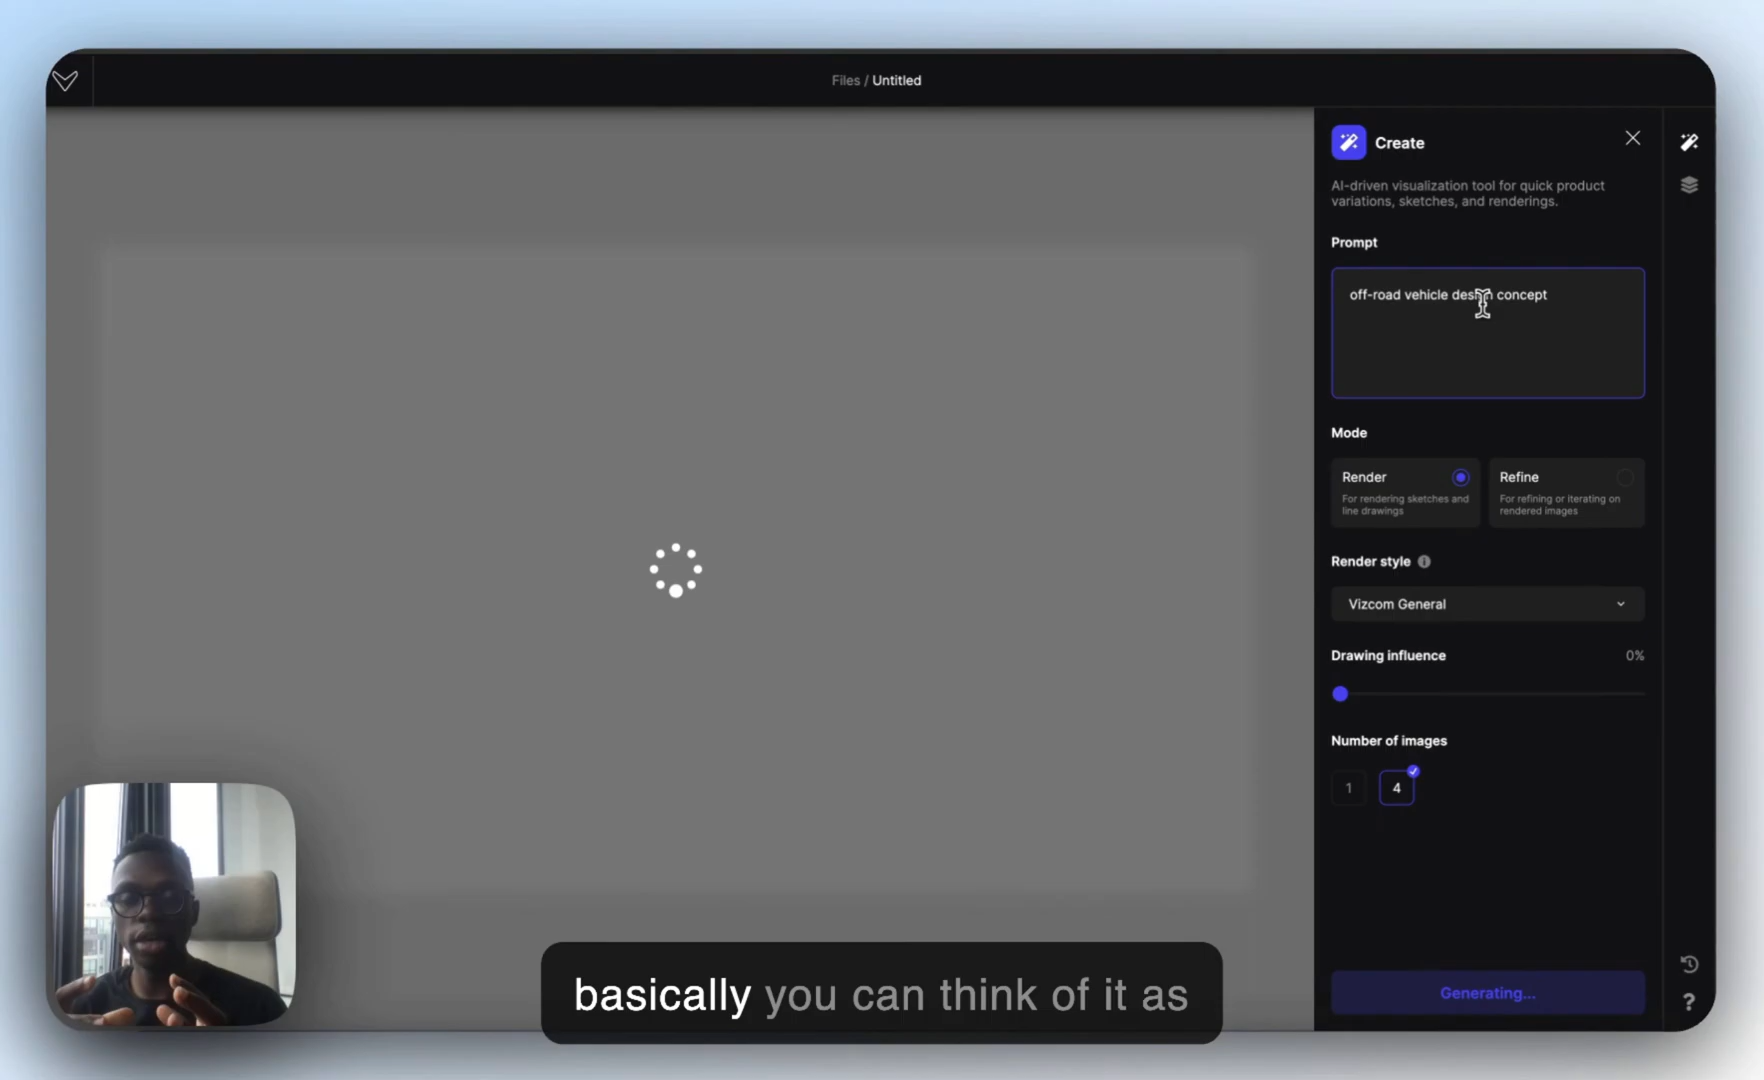 Files / Untitled
Create
AI-driven visualization tool for quick product
variations, sketches, and renderings.
Prompt
off-road vehicle design concept
Mode
Render
For rendering sketches and
line drawings
Refine
For refining or iterating on
rendered images
Render style
Vizcom General
Drawing influence 0%
Number of images
1 4
Generating...
?
basically you can think of it as